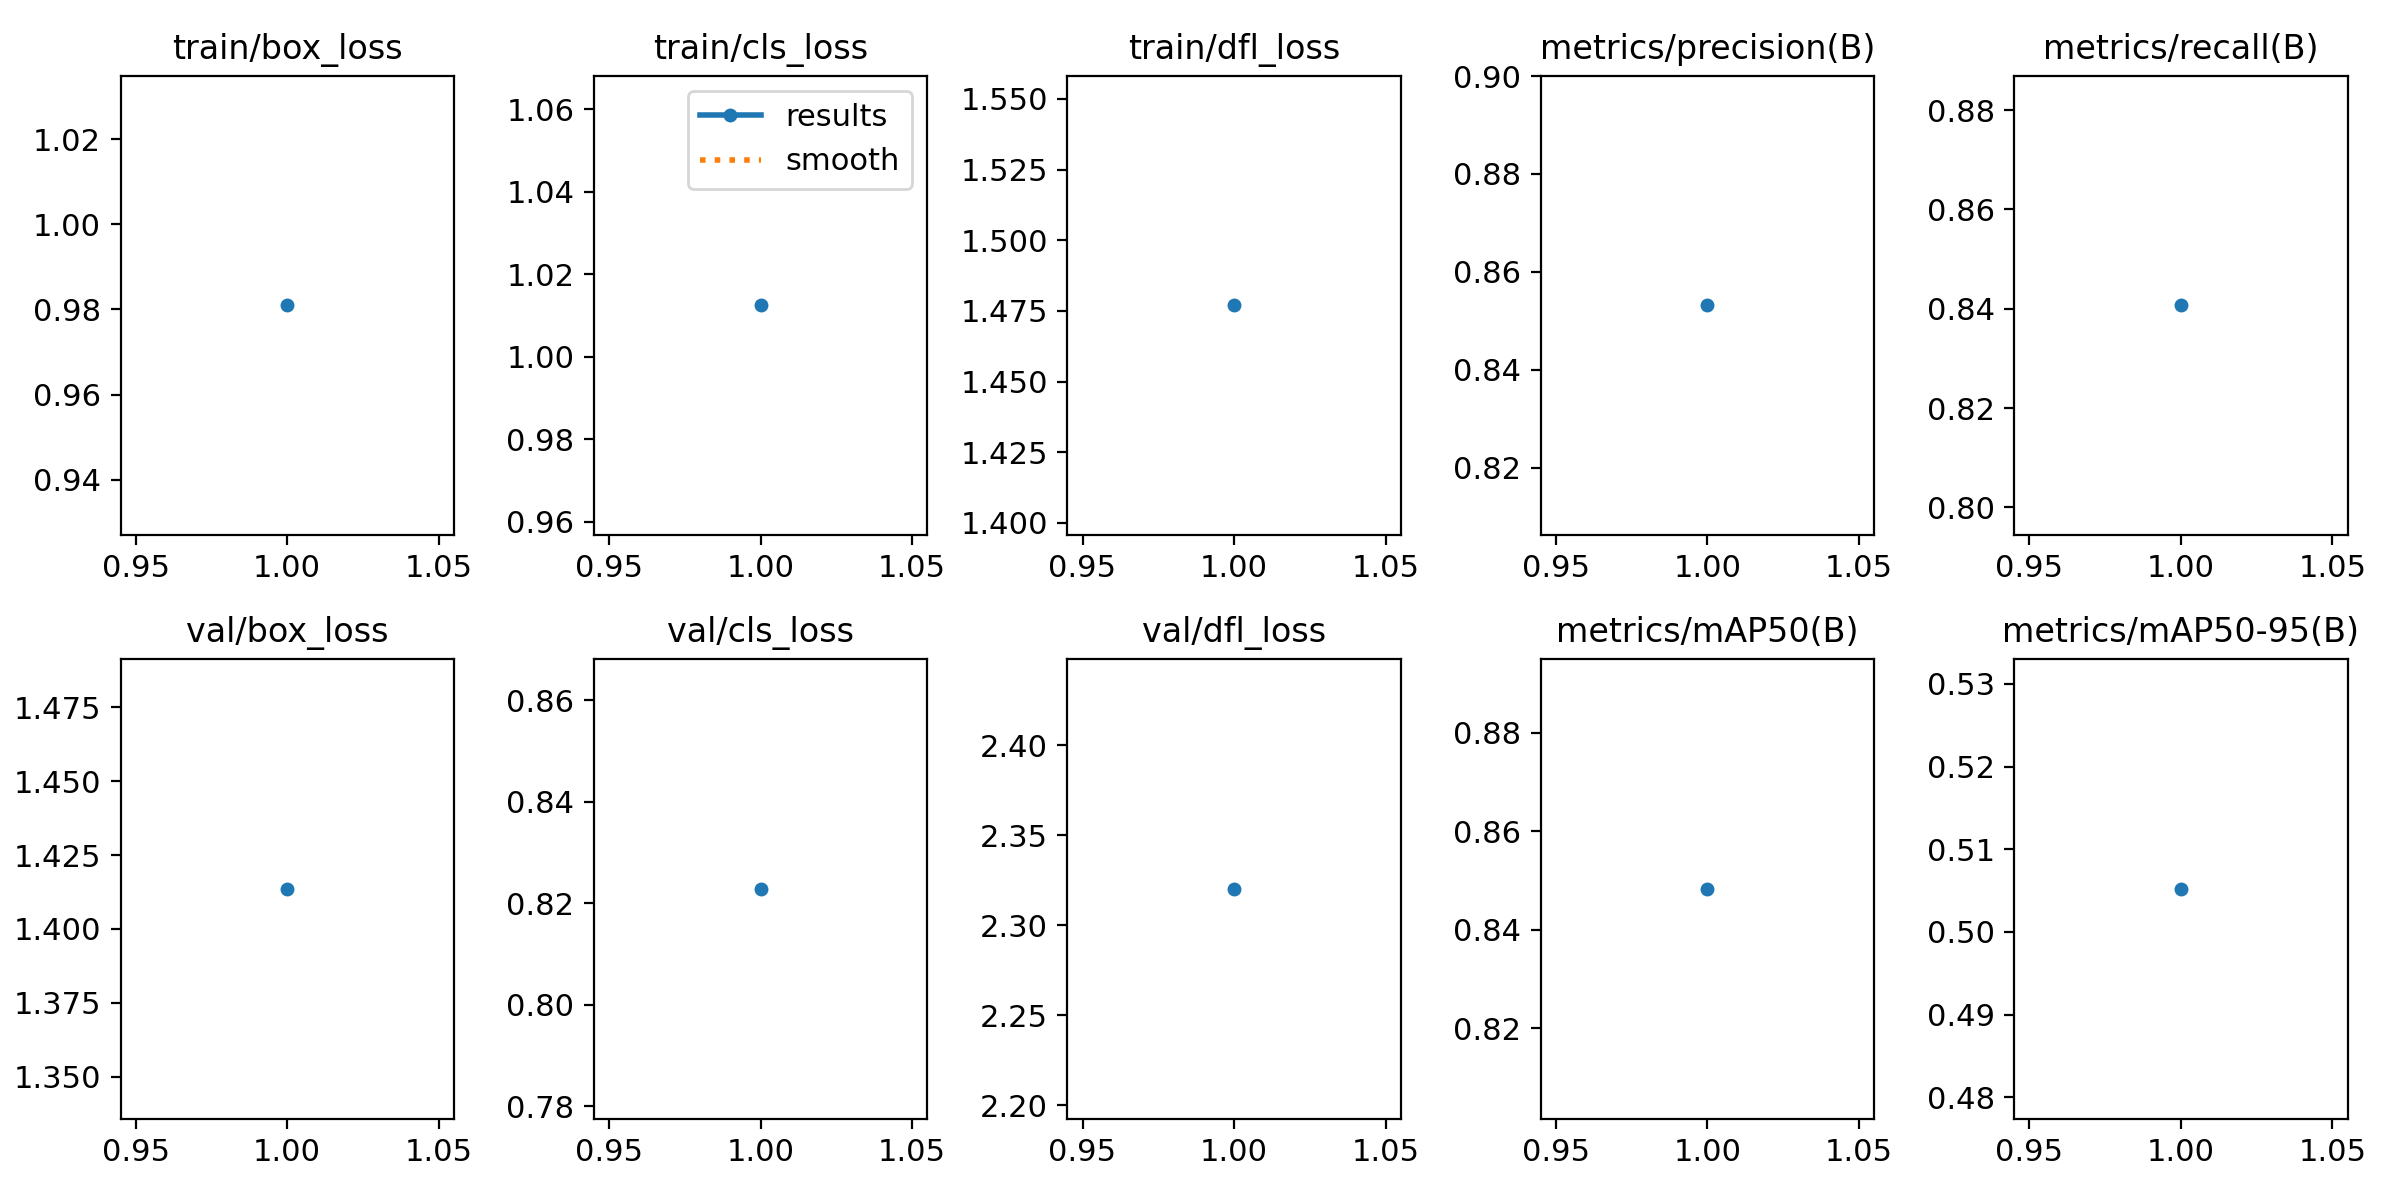 train/box_loss
1.02
1.00
0.98
0.96
0.94
0.95 1.00 1.05
train/cls_loss
results
smooth
1.06
1.04
1.02
1.00
0.98
0.96
0.95 1.00 1.05
train/dfl_loss
1.550
1.525
1.500
1.475
1.450
1.425
1.400
0.95 1.00 1.05
metrics/precision(B)
0.90
0.88
0.86
0.84
0.82
0.95 1.00 1.05
metrics/recall(B)
0.88
0.86
0.84
0.82
0.80
0.95 1.00 1.05
val/box_loss
1.475
1.450
1.425
1.400
1.375
1.350
0.95 1.00 1.05
val/cls_loss
0.86
0.84
0.82
0.80
0.78
0.95 1.00 1.05
val/dfl_loss
2.40
2.35
2.30
2.25
2.20
0.95 1.00 1.05
metrics/mAP50(B)
0.88
0.86
0.84
0.82
0.95 1.00 1.05
metrics/mAP50-95(B)
0.53
0.52
0.51
0.50
0.49
0.48
0.95 1.00 1.05